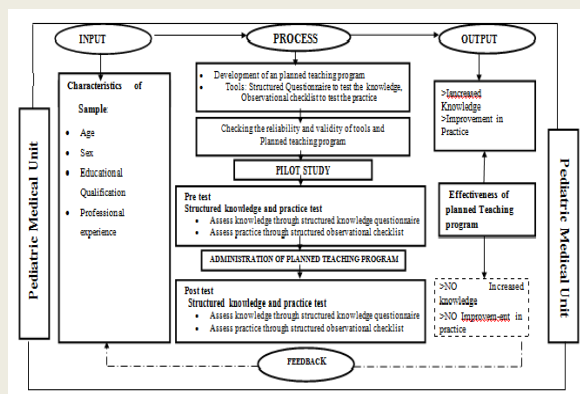 INPUT
PROCESS
OUTPUT
Pediatric Medical Unit
Characteristics of
Sample:
• Age
• Sex
• Educational
Qualification
• Professional
experience
• Development of an planned teaching program
• Tools: Structured Questionnaire to test the knowledge,
Observational checklist to test the practice
Checking the reliability and validity of tools and
Planned teaching program
PILOT STUDY
Pre test
Structured knowledge and practice test
• Assess knowledge through structured knowledge questionnaire
• Assess practice through structured observational checklist
ADMINISTRATION OF PLANNED TEACHING PROGRAM
Post test
Structured knowledge and practice test
• Assess knowledge through structured knowledge questionnaire
• Assess practice through structured observational checklist
>Iancreased
Knowledge
>Improvement in
Practice
Effectiveness of
planned Teaching
program
>NO Increased
knowledge
>NO Improvem-ent in
practice
Pediatric Medical Unit
FEEDBACK